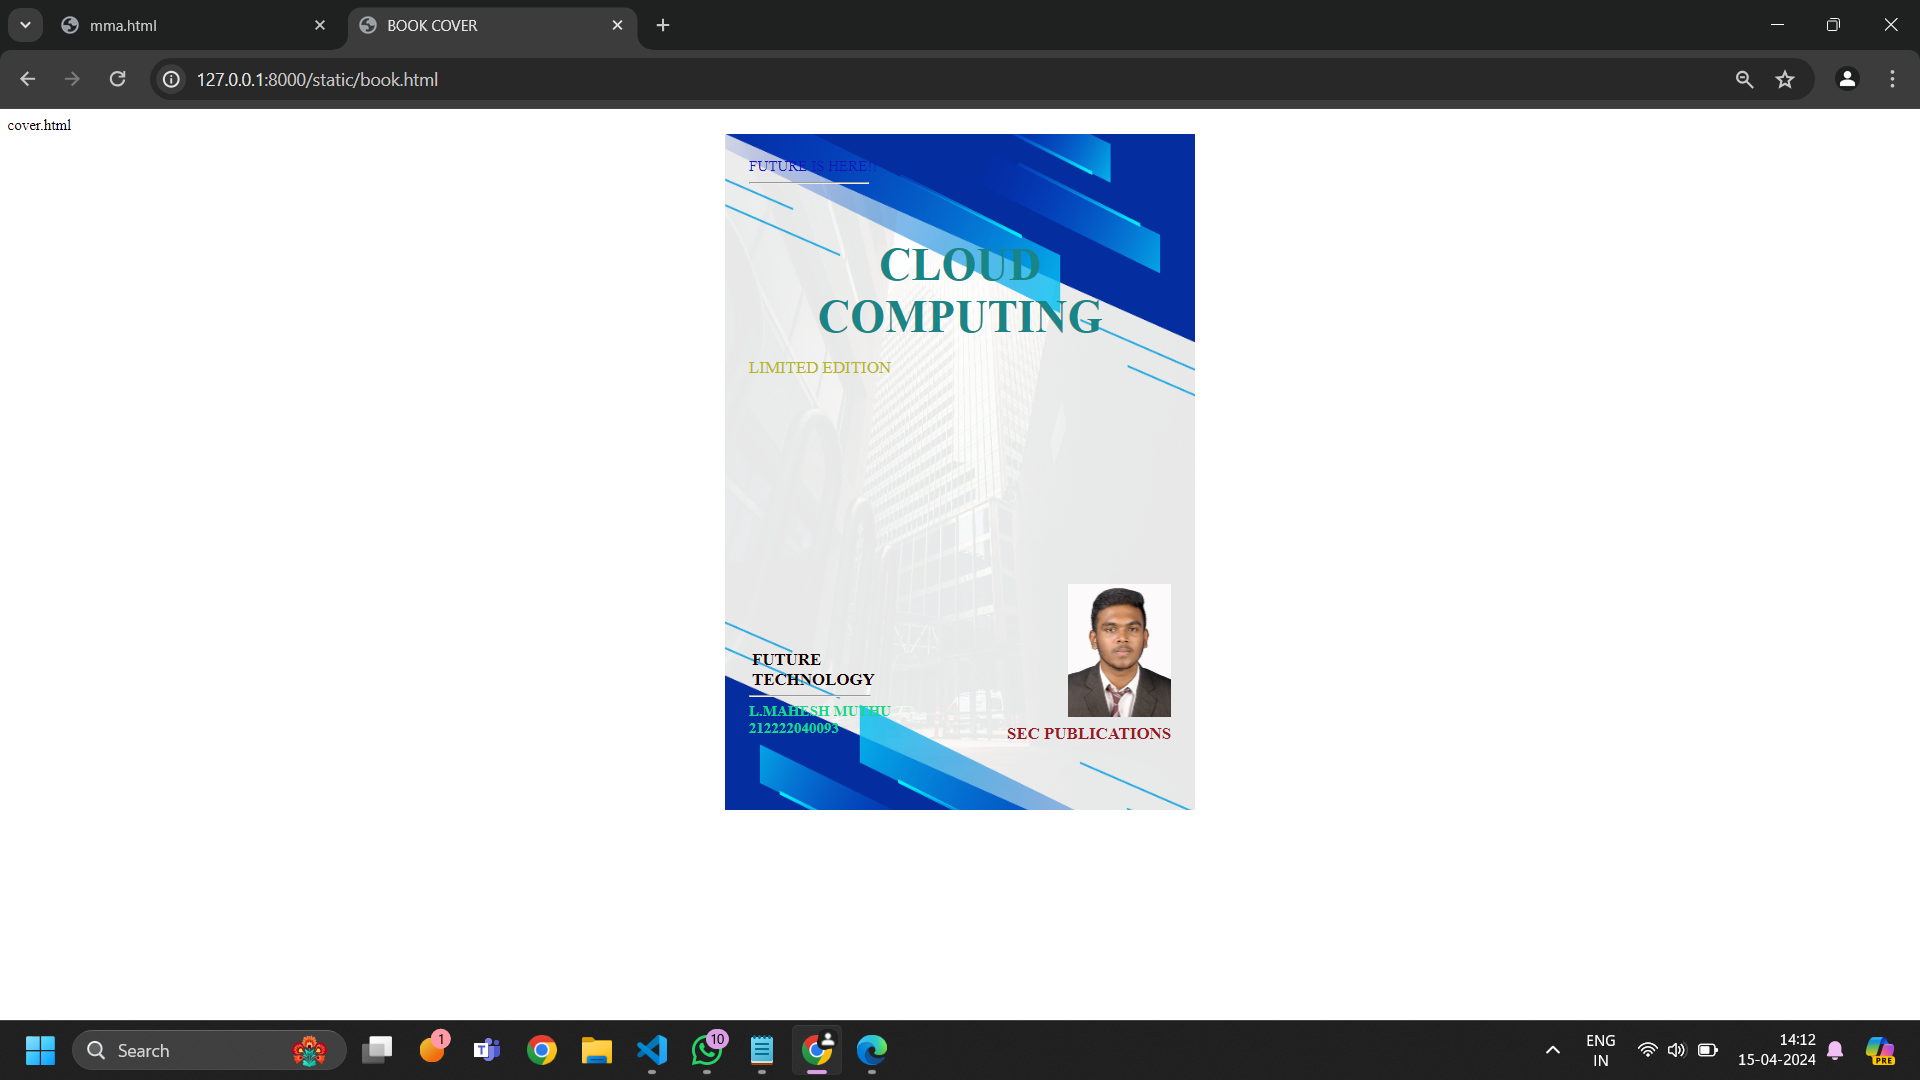 mma.html
BOOK COVER
127.0.0.1:8000/static/book.html
cover.html
FUTURE IS HERE!!
CLOUD
COMPUTING
LIMITED EDITION
FUTURE
TECHNOLOGY
L.MAHESH MUTHU
212222040093
SEC PUBLICATIONS
Search
1
10
ENG
IN
14:12
15-04-2024
PRE